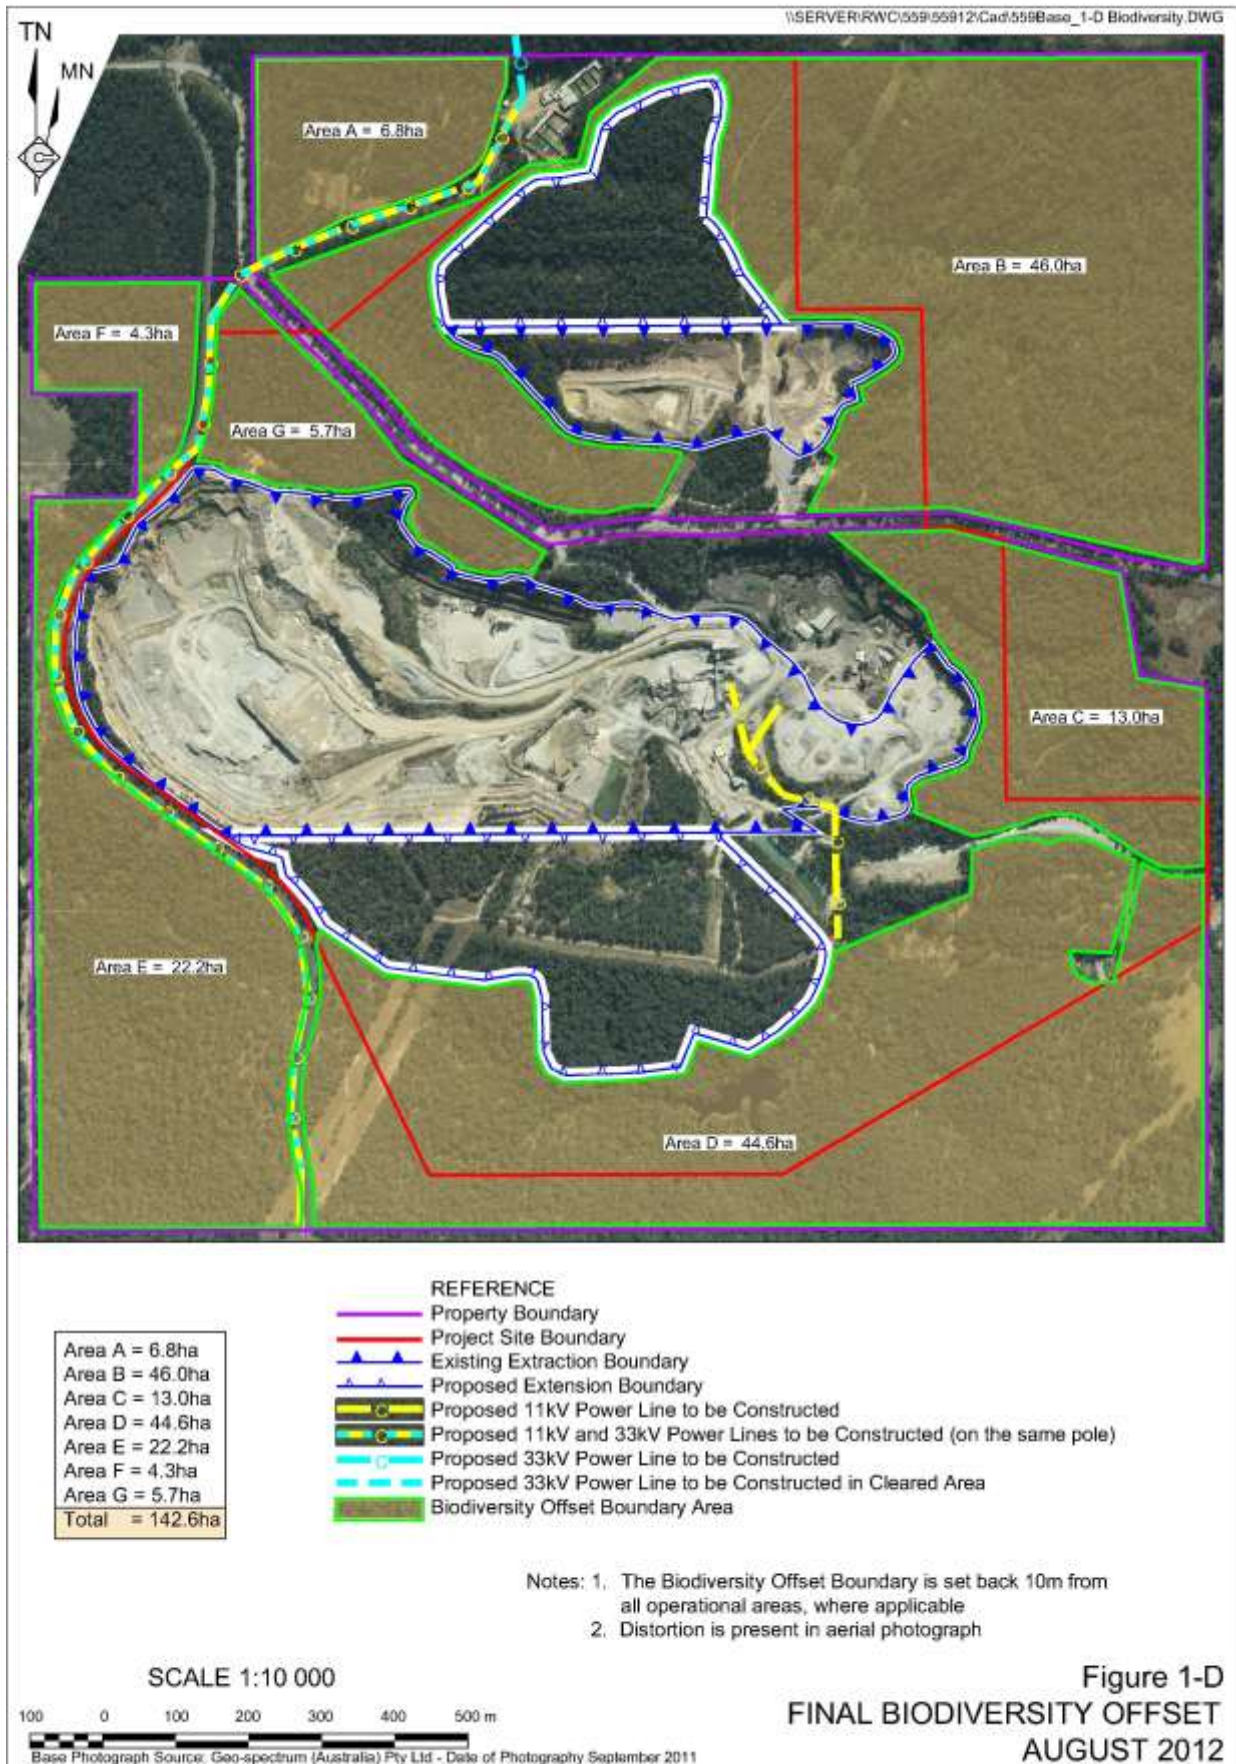 \\SERVER\RWC\559\55912\Cad\559Base_1-D Biodiversity.DWG
TN
MN
Area A = 6.8ha
Area B = 46.0ha
Area F = 4.3ha
Area G = 5.7ha
Area C = 13.0ha
Area E = 22.2ha
Area D = 44.6ha
REFERENCE
Property Boundary
Project Site Boundary
Existing Extraction Boundary
Proposed Extension Boundary
Proposed 11kV Power Line to be Constructed
Proposed 11kV and 33kV Power Lines to be Constructed (on the same pole)
Proposed 33kV Power Line to be Constructed
Proposed 33kV Power Line to be Constructed in Cleared Area
Biodiversity Offset Boundary Area
Area A = 6.8ha
Area B = 46.0ha
Area C = 13.0ha
Area D = 44.6ha
Area E = 22.2ha
Area F = 4.3ha
Area G = 5.7ha
Total = 142.6ha
Notes: 1. The Biodiversity Offset Boundary is set back 10m from
all operational areas, where applicable
2. Distortion is present in aerial photograph
SCALE 1:10 000
100 0 100 200 300 400 500 m
Base Photograph Source: Geo-spectrum (Australia) Pty Ltd - Date of Photography September 2011
Figure 1-D
FINAL BIODIVERSITY OFFSET
AUGUST 2012